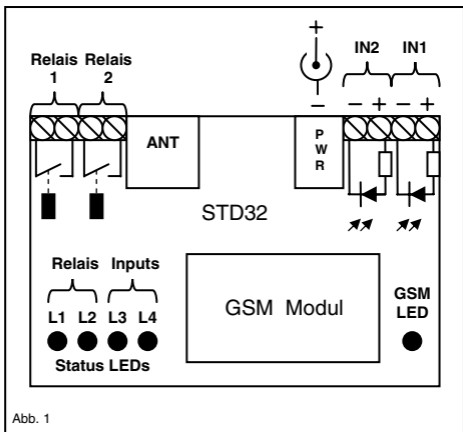 +
Relais Relais
1 2
IN2 IN1
−
− + − +
ANT
P
W
R
STD32
Relais Inputs
L1 L2 L3 L4
Status LEDs
GSM Modul
GSM
LED
Abb. 1